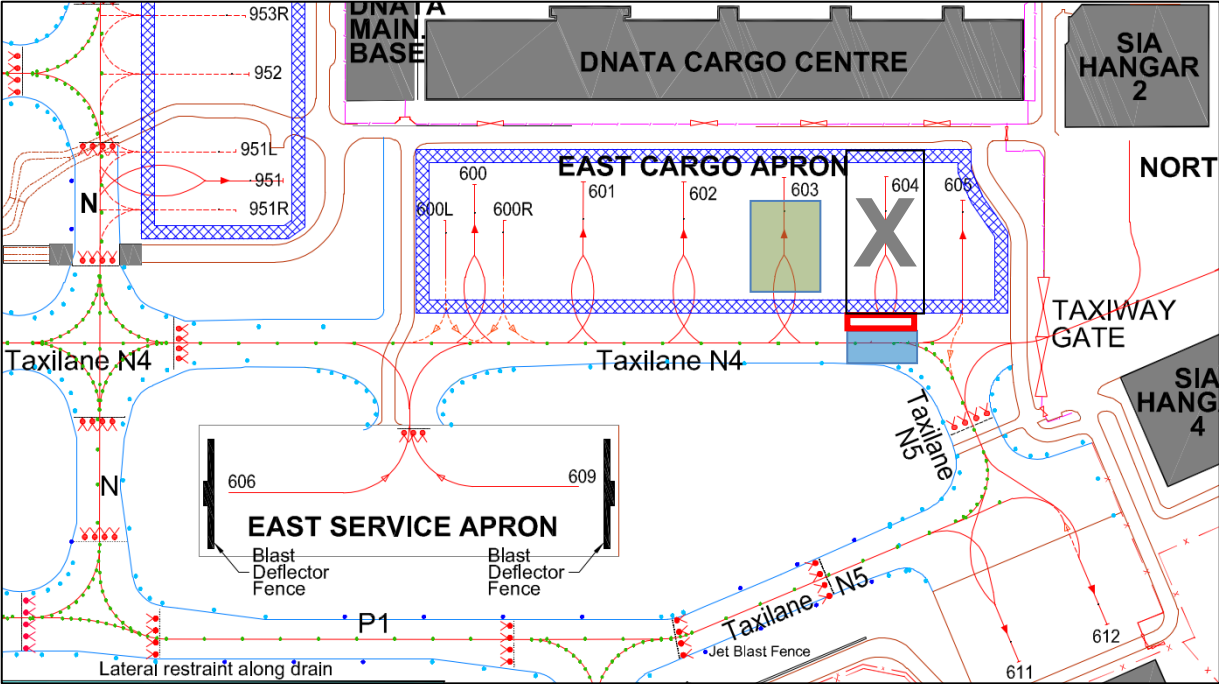 953R
952
951L
951
951R
N
DNATA
MAIN.
BASE
DNATA CARGO CENTRE
SIA
HANGAR
2
EAST CARGO APRON
600
600L
600R
601
602
603
604
605
X
NORT
TAXIWAY
GATE
Taxilane N4
Taxilane N4
SIA
HANG
4
Taxilane
N5
N
606
609
EAST SERVICE APRON
Blast
Deflector
Fence
Blast
Deflector
Fence
Taxilane N5
P1
Jet Blast Fence
612
611
Lateral restraint along drain